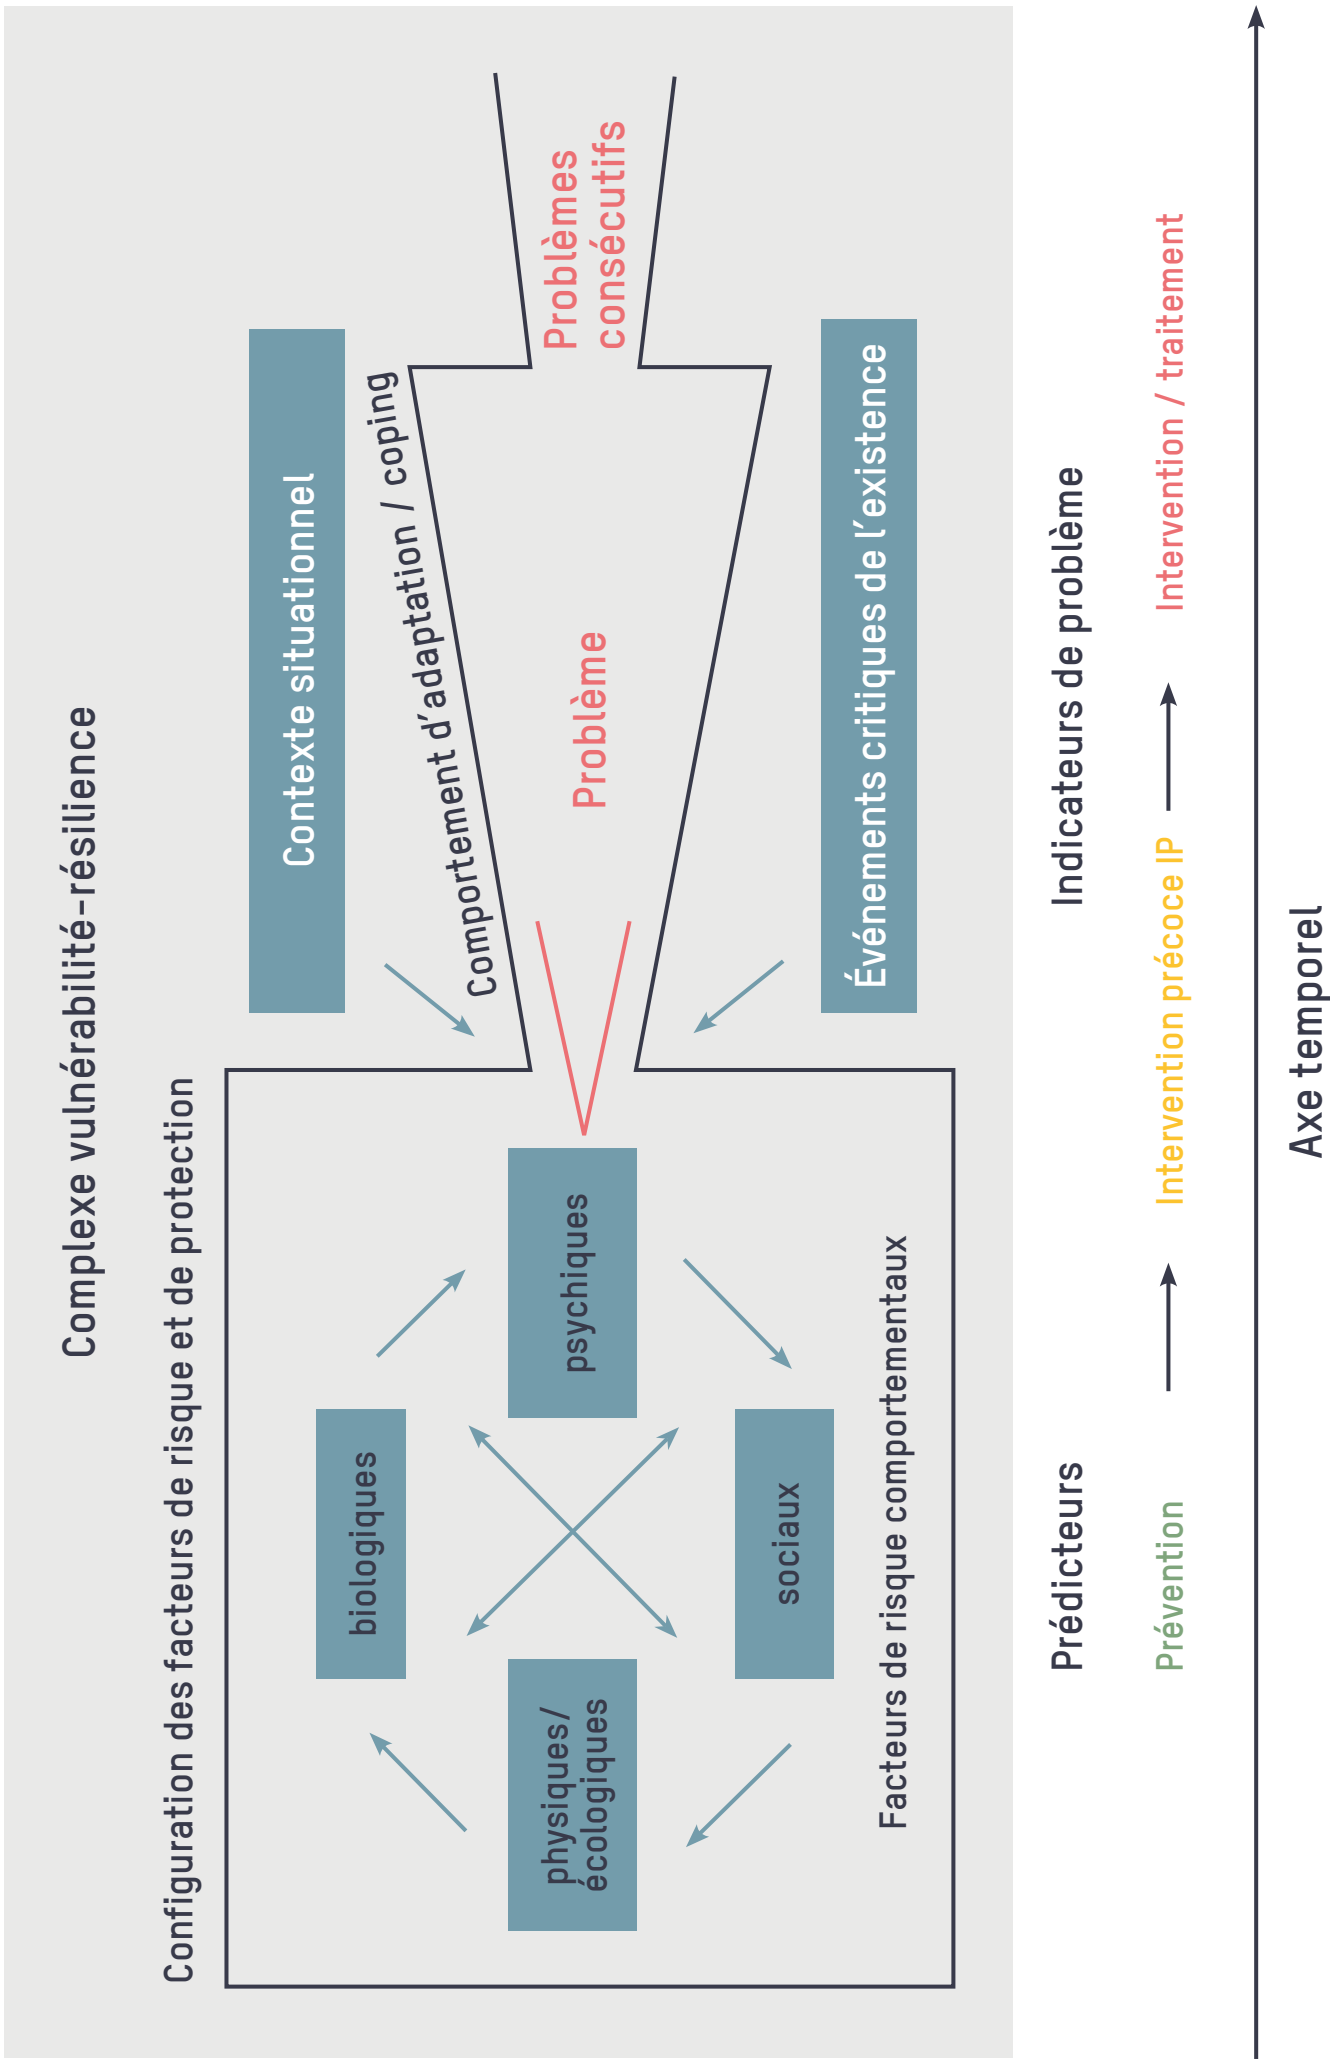 Complexe vulnérabilité-résilience
Configuration des facteurs de risque et de protection
Contexte situationnel
Comportement d’adaptation / coping
biologiques
physiques/
écologiques
psychiques
Problème
Problèmes
consécutifs
sociaux
Événements critiques de l’existence
Facteurs de risque comportementaux
Prédicteurs
Indicateurs de problème
Prévention
Intervention précoce IP
Intervention / traitement
Axe temporel